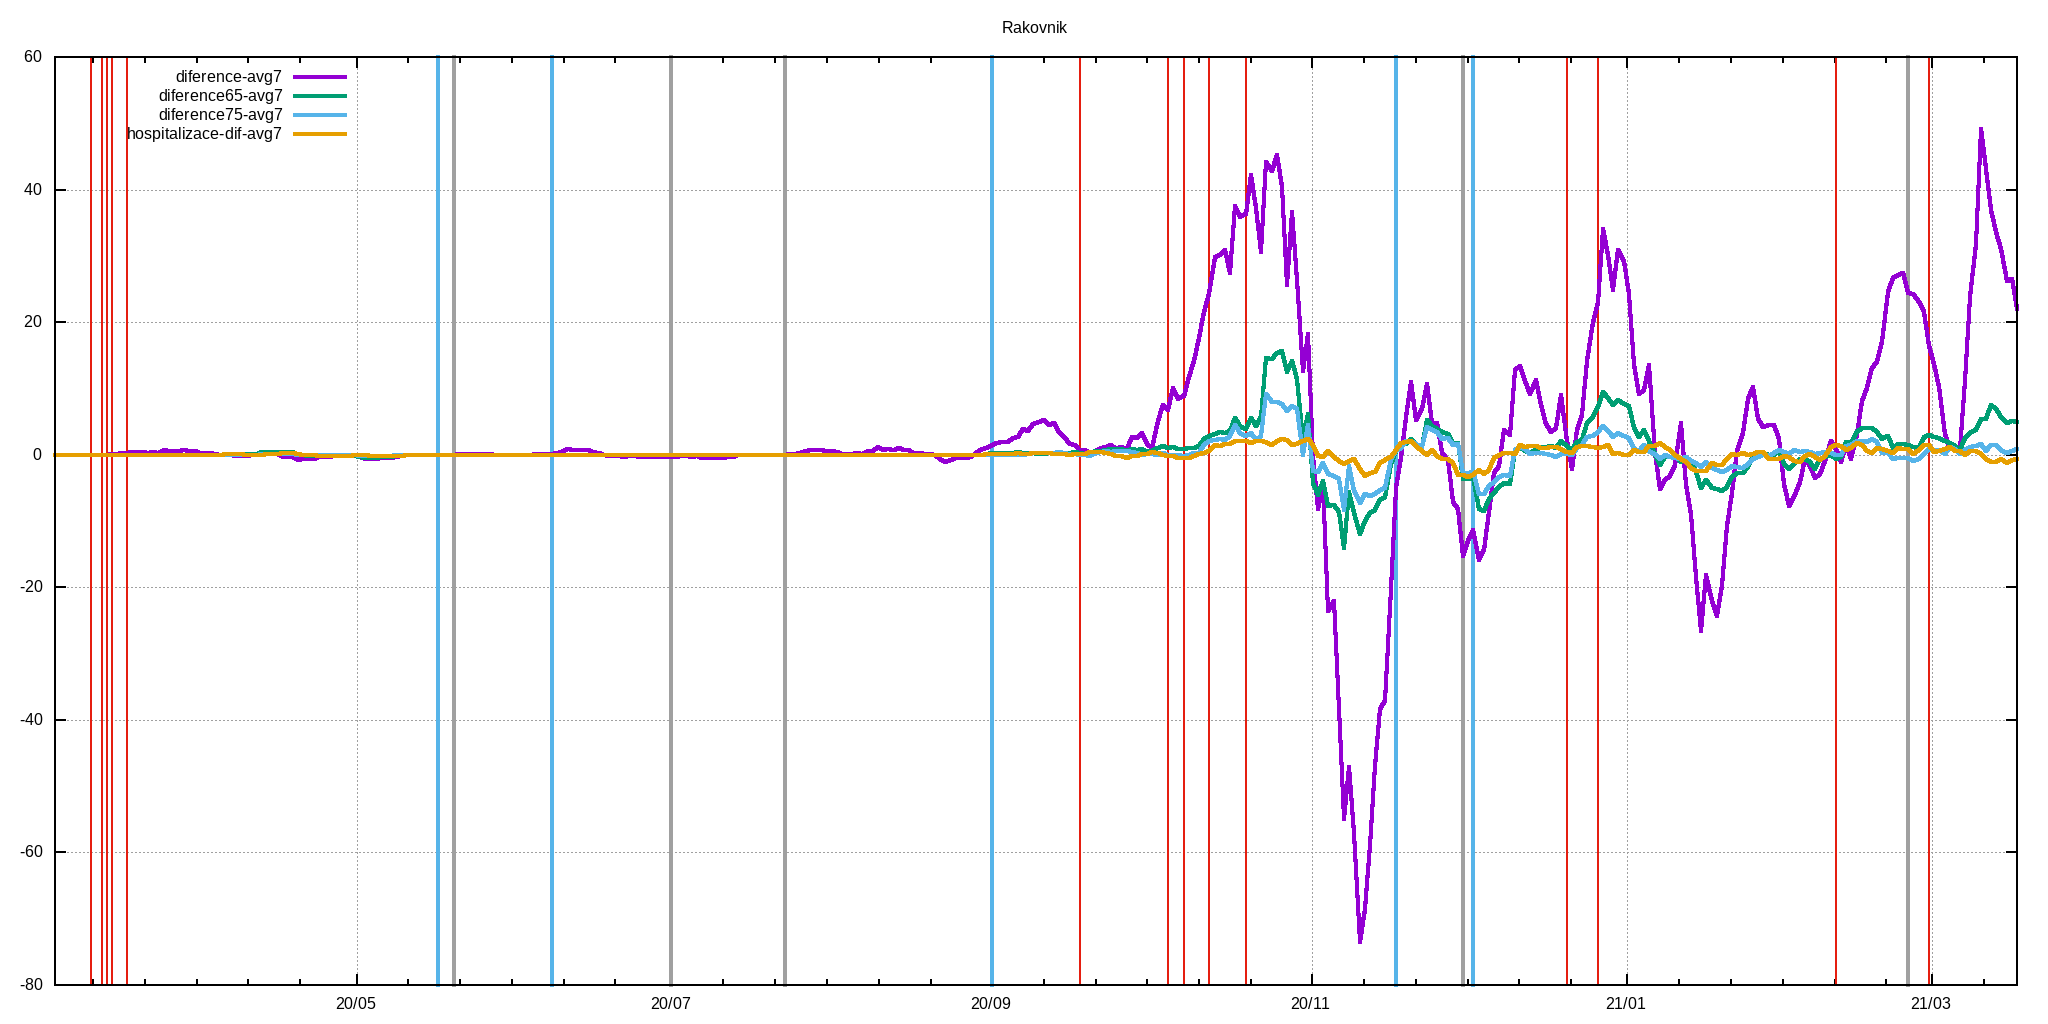 Rakovnik
60
40
20
0
-20
-40
-60
-80
diference-avg7
diference65-avg7
diference75-avg7
hospitalizace-dif-avg7
20/05
20/07
20/09
20/11
21/01
21/03